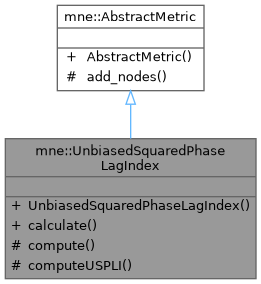 mne::AbstractMetric
+ AbstractMetric()
# add_nodes()
mne::UnbiasedSquaredPhase
LagIndex
+ UnbiasedSquaredPhaseLagIndex()
+ calculate()
# compute()
# computeUSPLI()